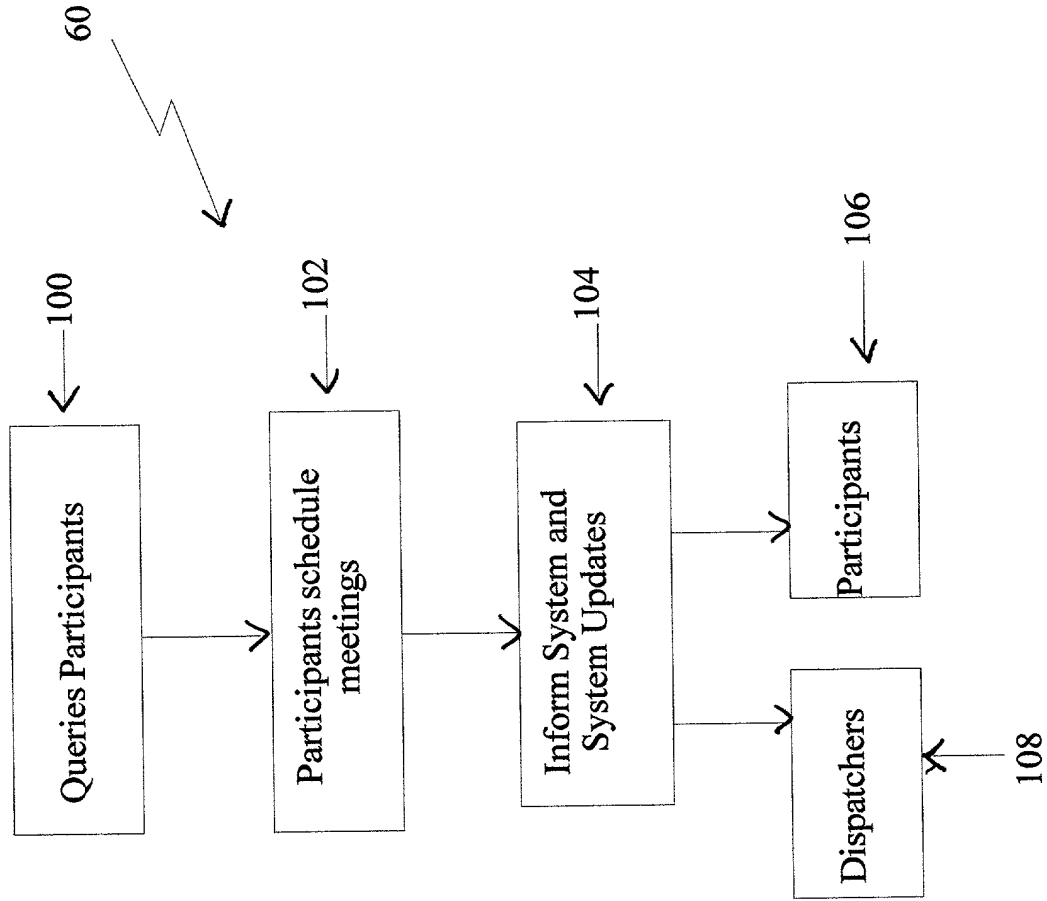 60
Queries Participants
100
Participants schedule
meetings
102
Inform System and
System Updates
104
Dispatchers
108
Participants
106